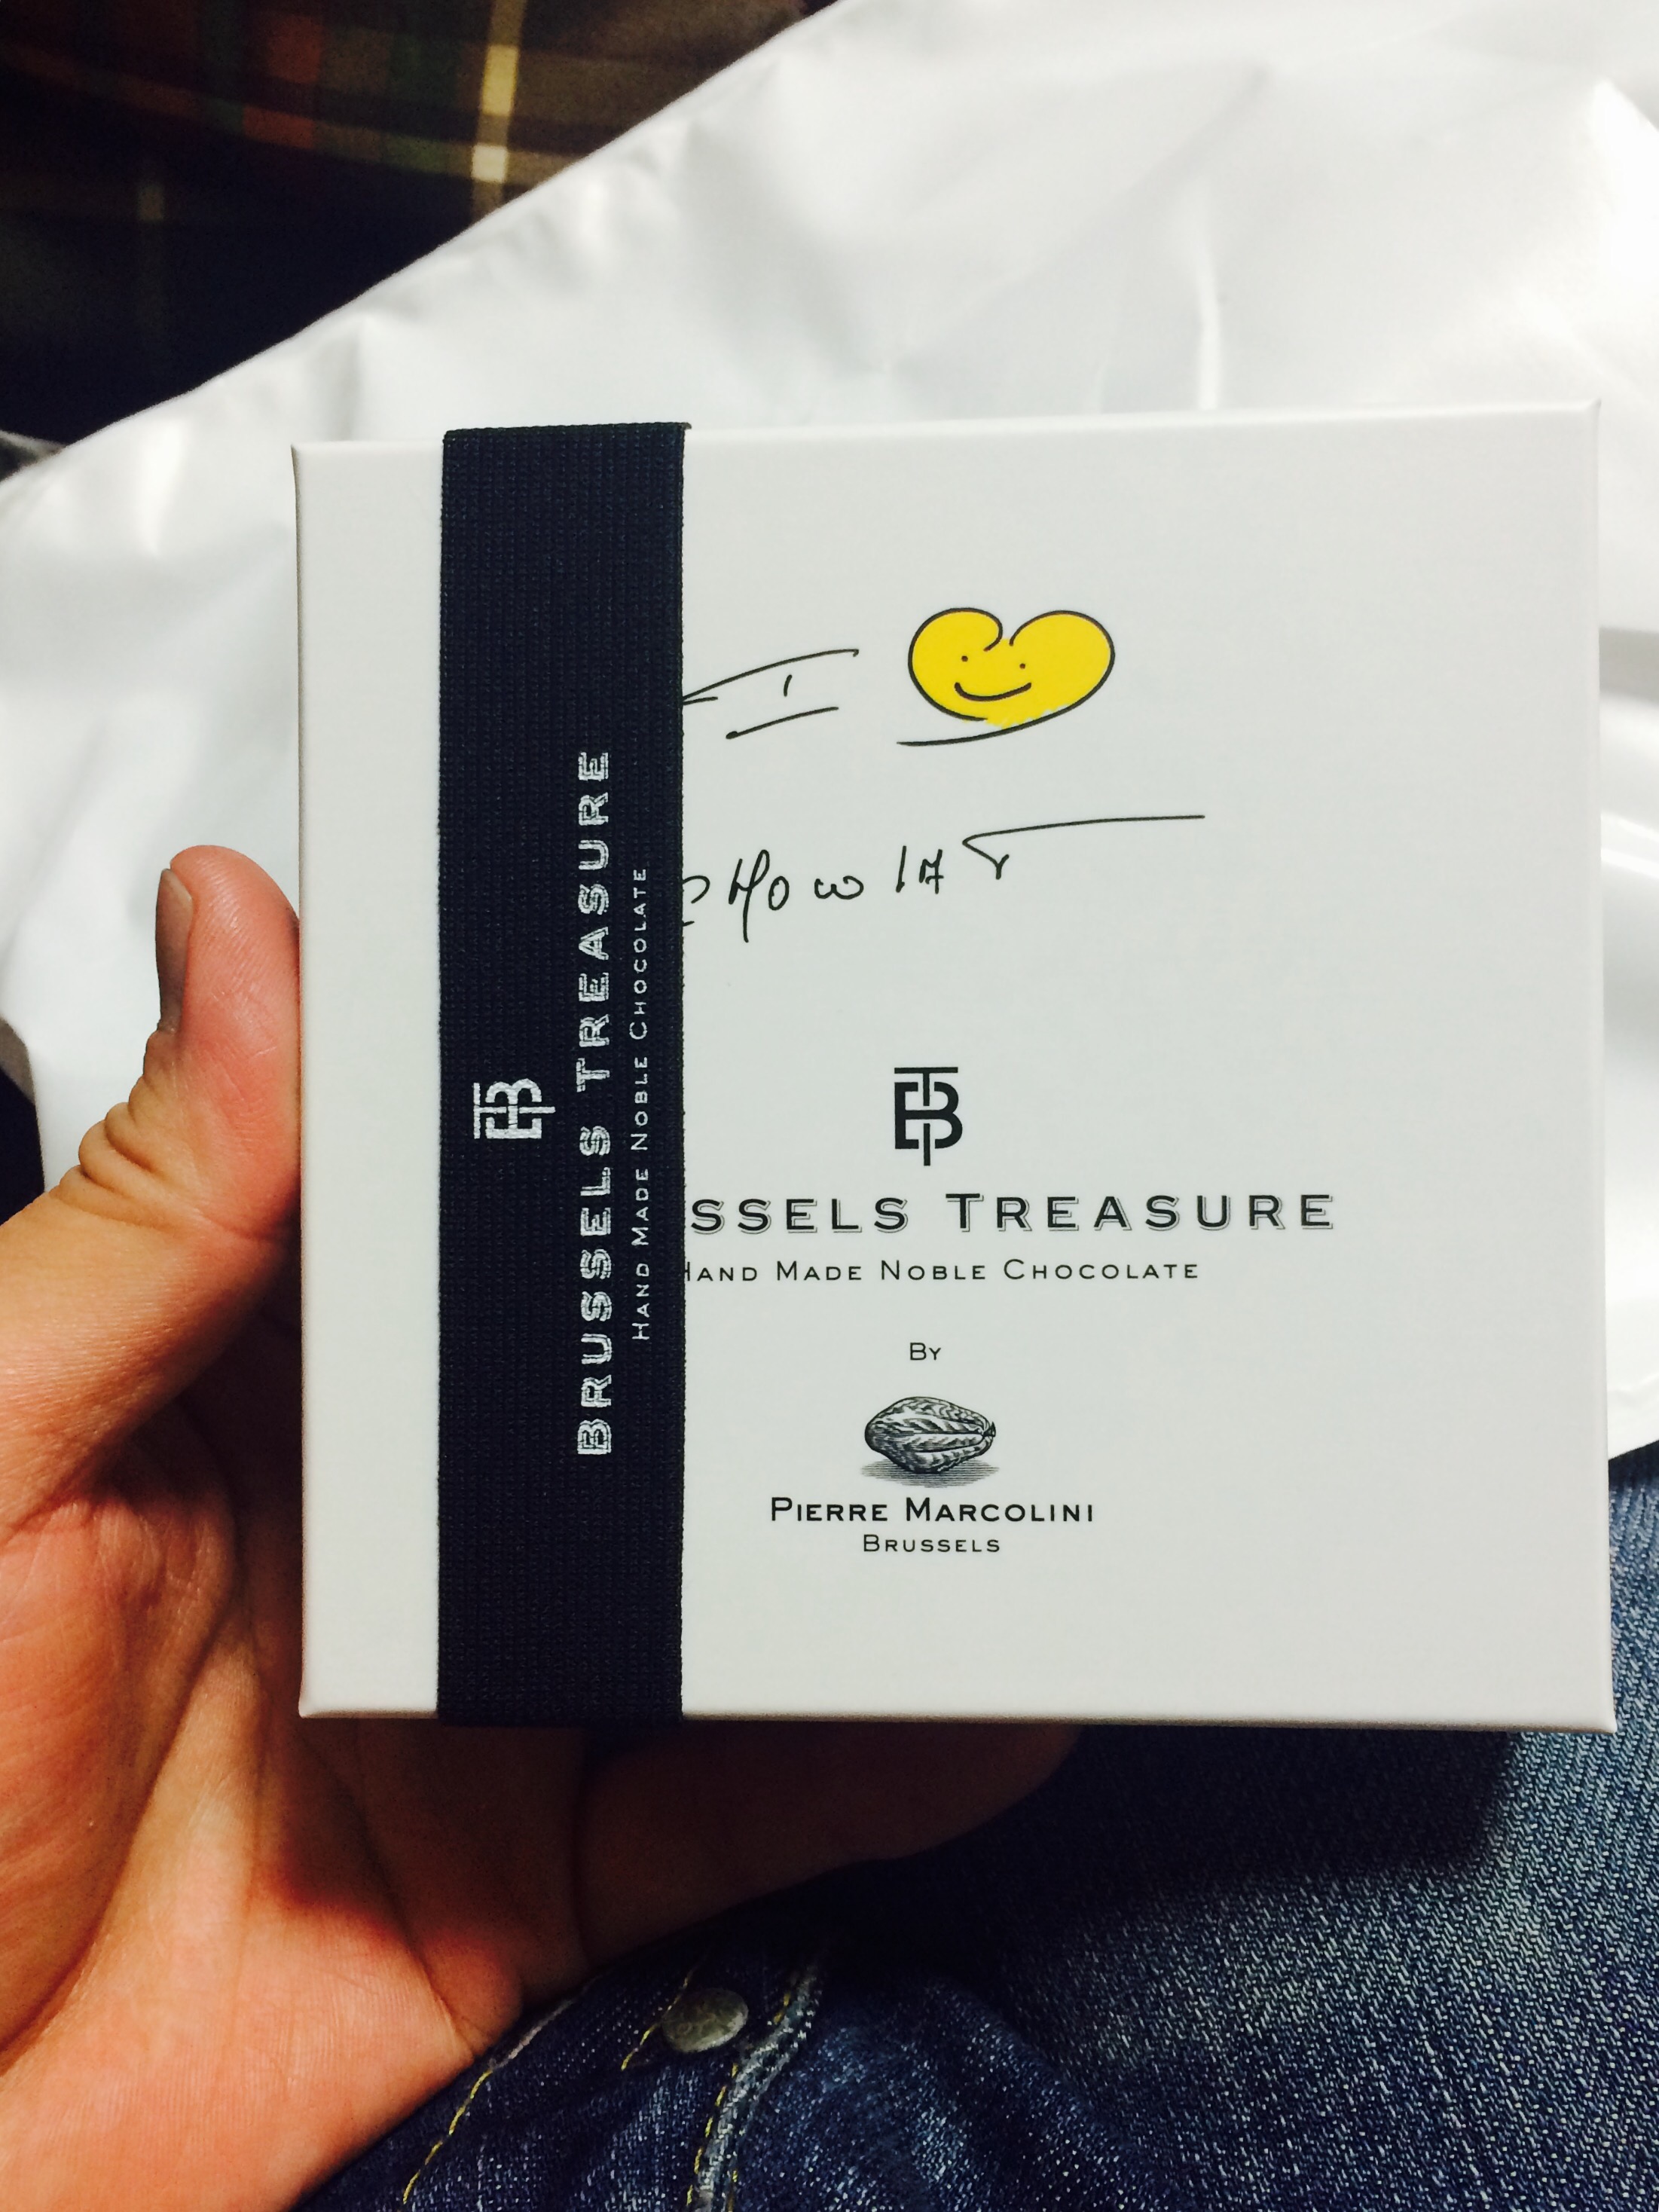 BRUSSELS TREASURE
HAND MADE NOBLE CHOCOLATE
I
SSELS TREASURE
HAND MADE NOBLE CHOCOLATE
BY
PIERRE MARCOLINI
BRUSSELS